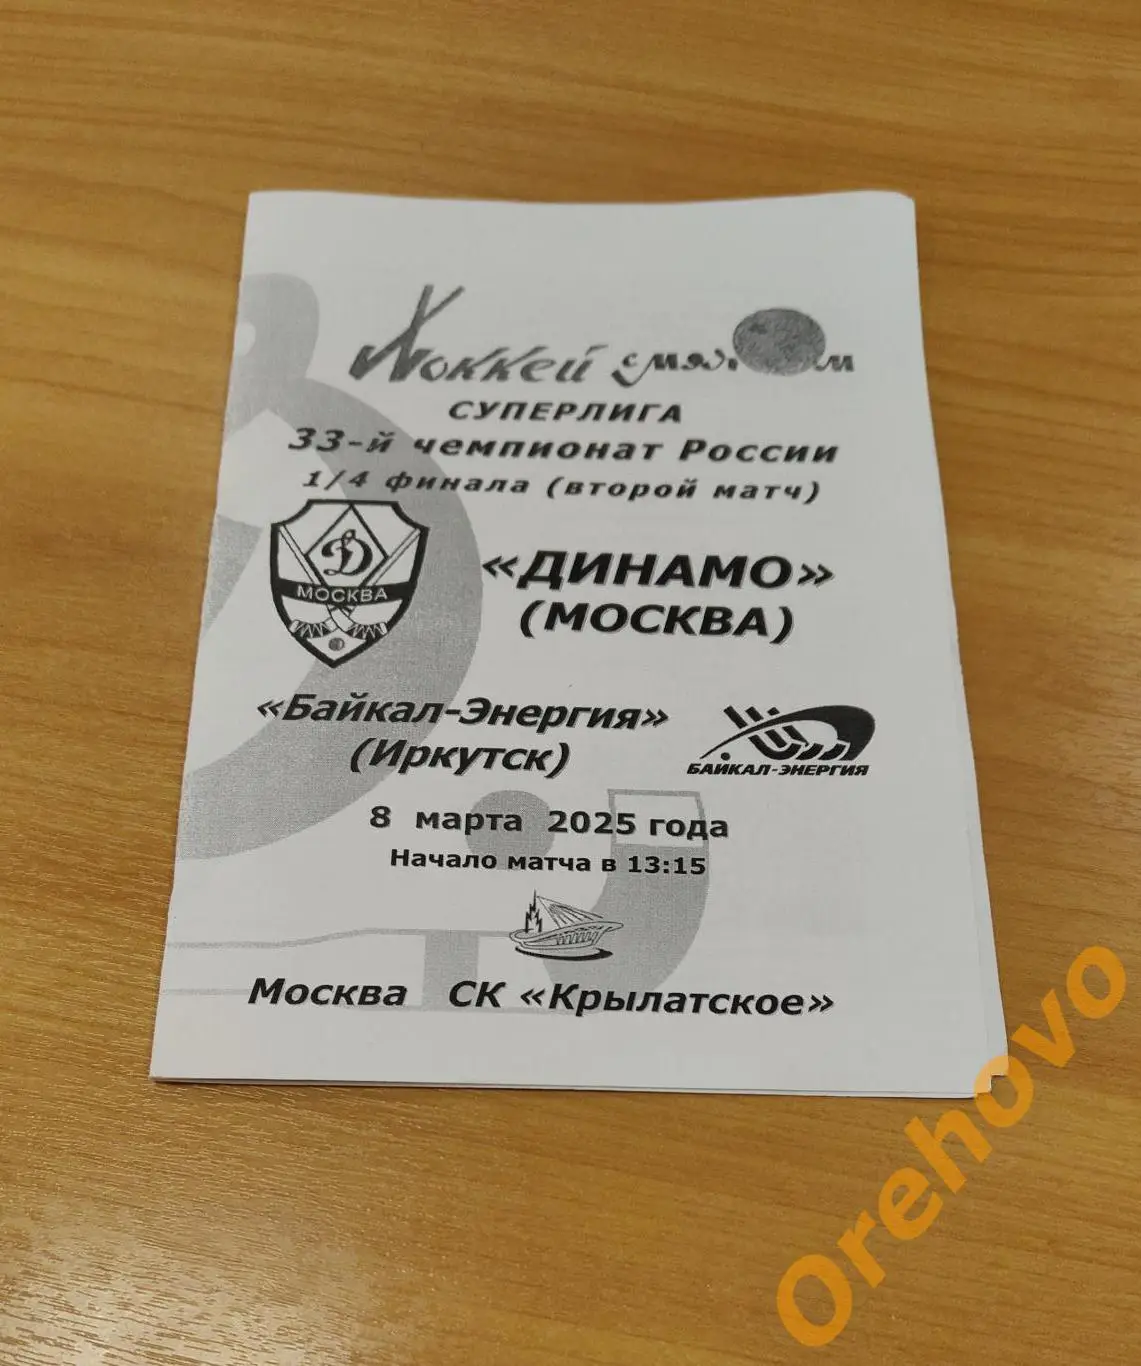 Хоккей с мячом
СУПЕРЛИГА
33-й чемпионат России
1/4 финала (второй матч)
Д
МОСКВА
«ДИНАМО»
(МОСКВА)
«Байкал-Энергия»
(Иркутск)
БАЙКАЛ-ЭНЕРГИЯ
8 марта 2025 года
Начало матча в 13:15
Москва СК «Крылатское»
Orehovo